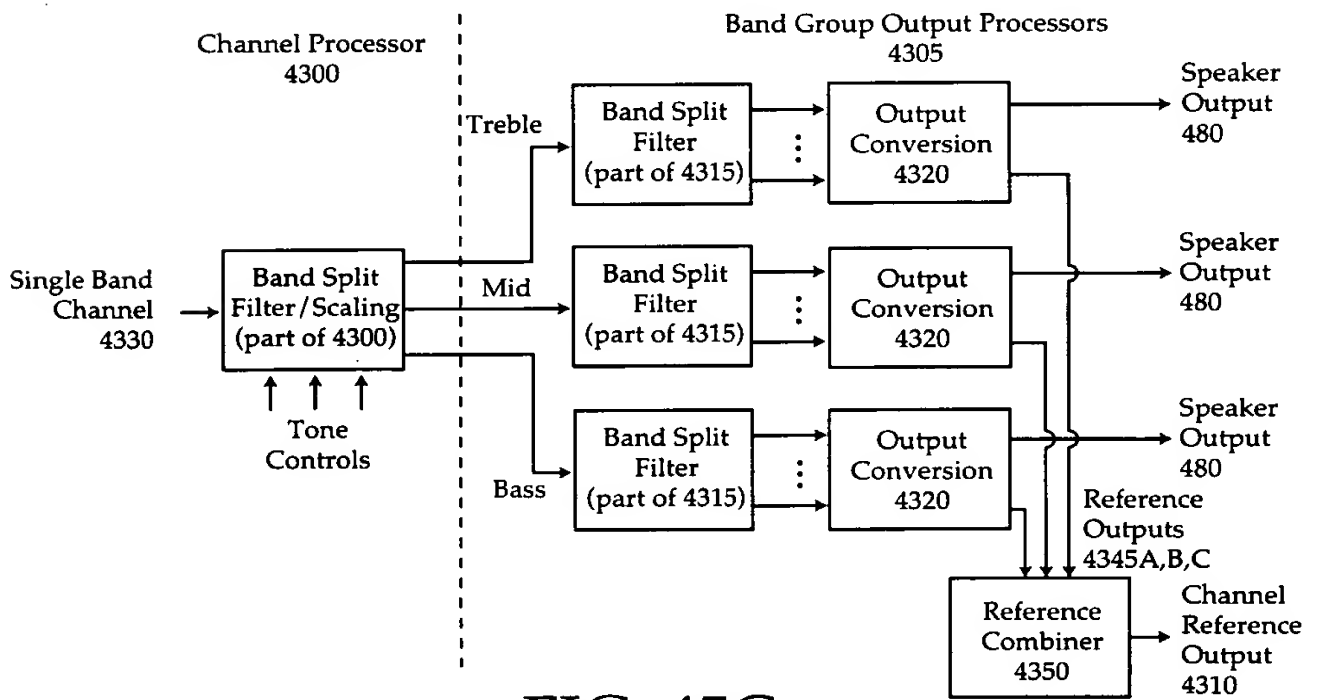 Channel Processor
4300
Band Group Output Processors
4305
Treble
Band Split
Filter
(part of 4315)
Output
Conversion
4320
Speaker
Output
480
Single Band
Channel
4330
Band Split
Filter/Scaling
(part of 4300)
Mid
Band Split
Filter
(part of 4315)
Output
Conversion
4320
Speaker
Output
480
Tone
Controls
Bass
Band Split
Filter
(part of 4315)
Output
Conversion
4320
Speaker
Output
480
Reference
Outputs
4345A,B,C
Reference
Combiner
4350
Channel
Reference
Output
4310